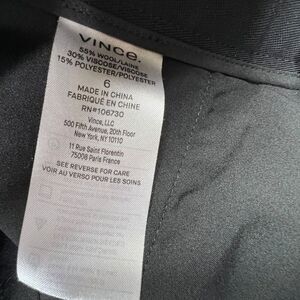 VINCE.
55% WOOL/LAINE
30% VISCOSE/VISCOSE
15% POLYESTER/POLYESTER
6
MADE IN CHINA
FABRIQUÉ EN CHINE
RN#106730
Vince, LLC
500 Fifth Avenue, 20th Floor
New York, NY 10110
11 Rue Saint Florentin
75008 Paris France
SEE REVERSE FOR CARE
VOIR AU VERSO POUR LES SOINS